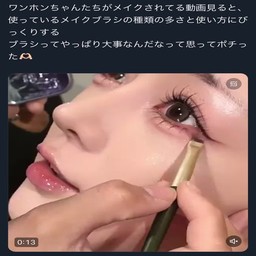 ワンホンちゃんたちがメイクされてる動画見ると、
使っているメイクブラシの種類の多さと使い方にび
っくりする
ブラシってやっぱり大事なんだなって思ってポチっ
た🫶🏻
0:13